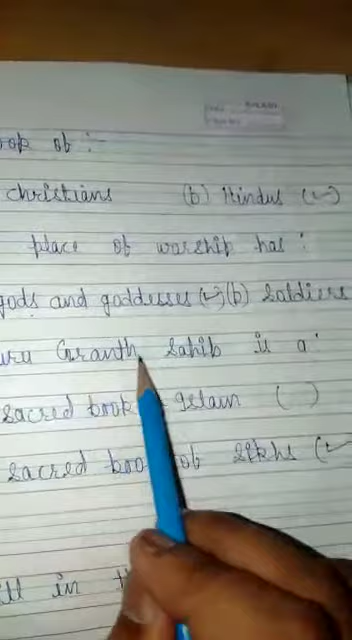 book of :-
christians (b) Hindus (✓)
place of worship has :
gods and goddesses (✓) (b) Soldiers
Guru Granth Sahib is a :
sacred book Islam ( )
sacred boo of Sikhs (✓
in